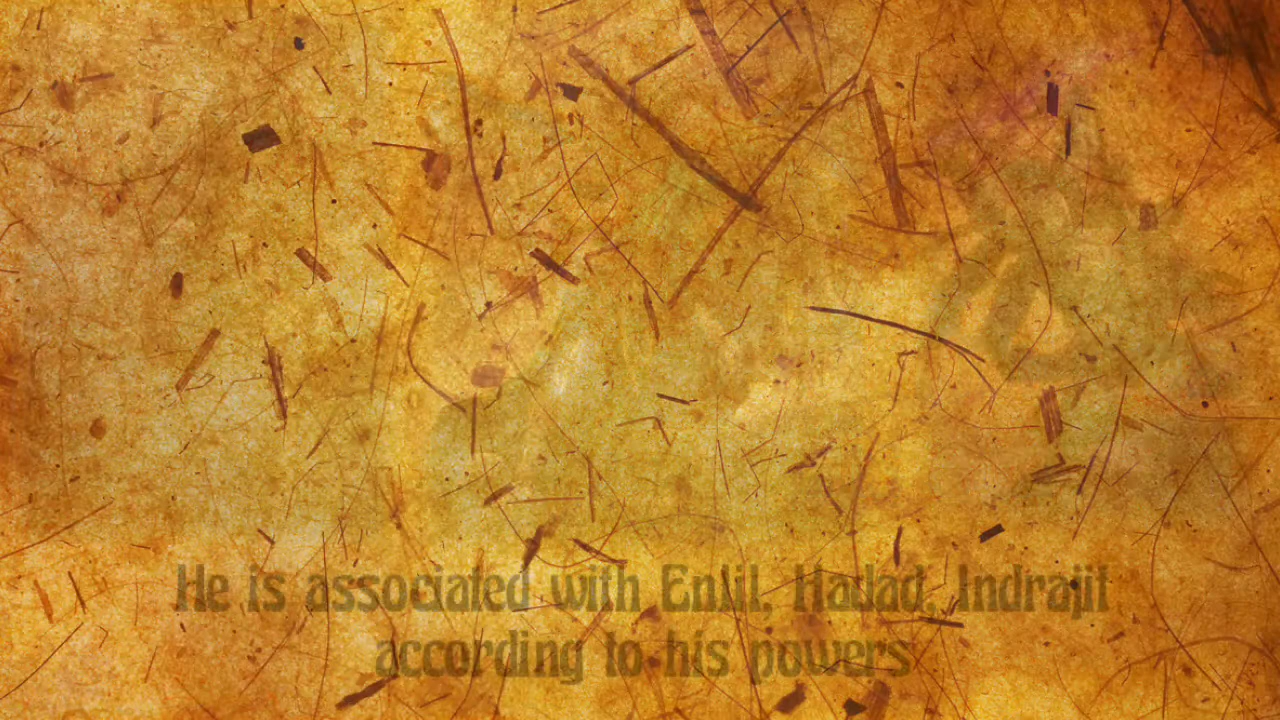 He is associated with Enlil, Hadad, Indrajit
according to his powers